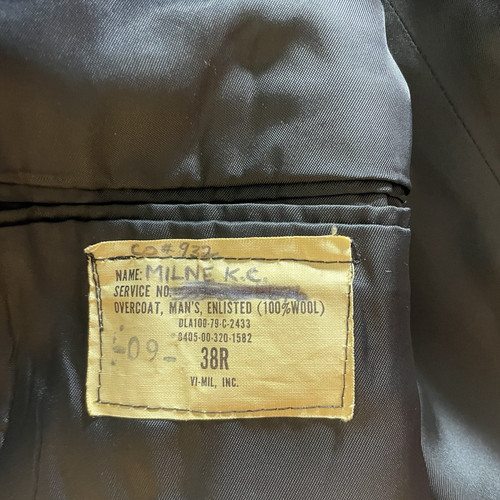 CO#932
NAME: MILNE K.C.
SERVICE NO.
OVERCOAT, MAN'S, ENLISTED (100% WOOL)
DLA100-79-C-2433
8405-00-320-1582
-09-
38R
VI-MIL, INC.